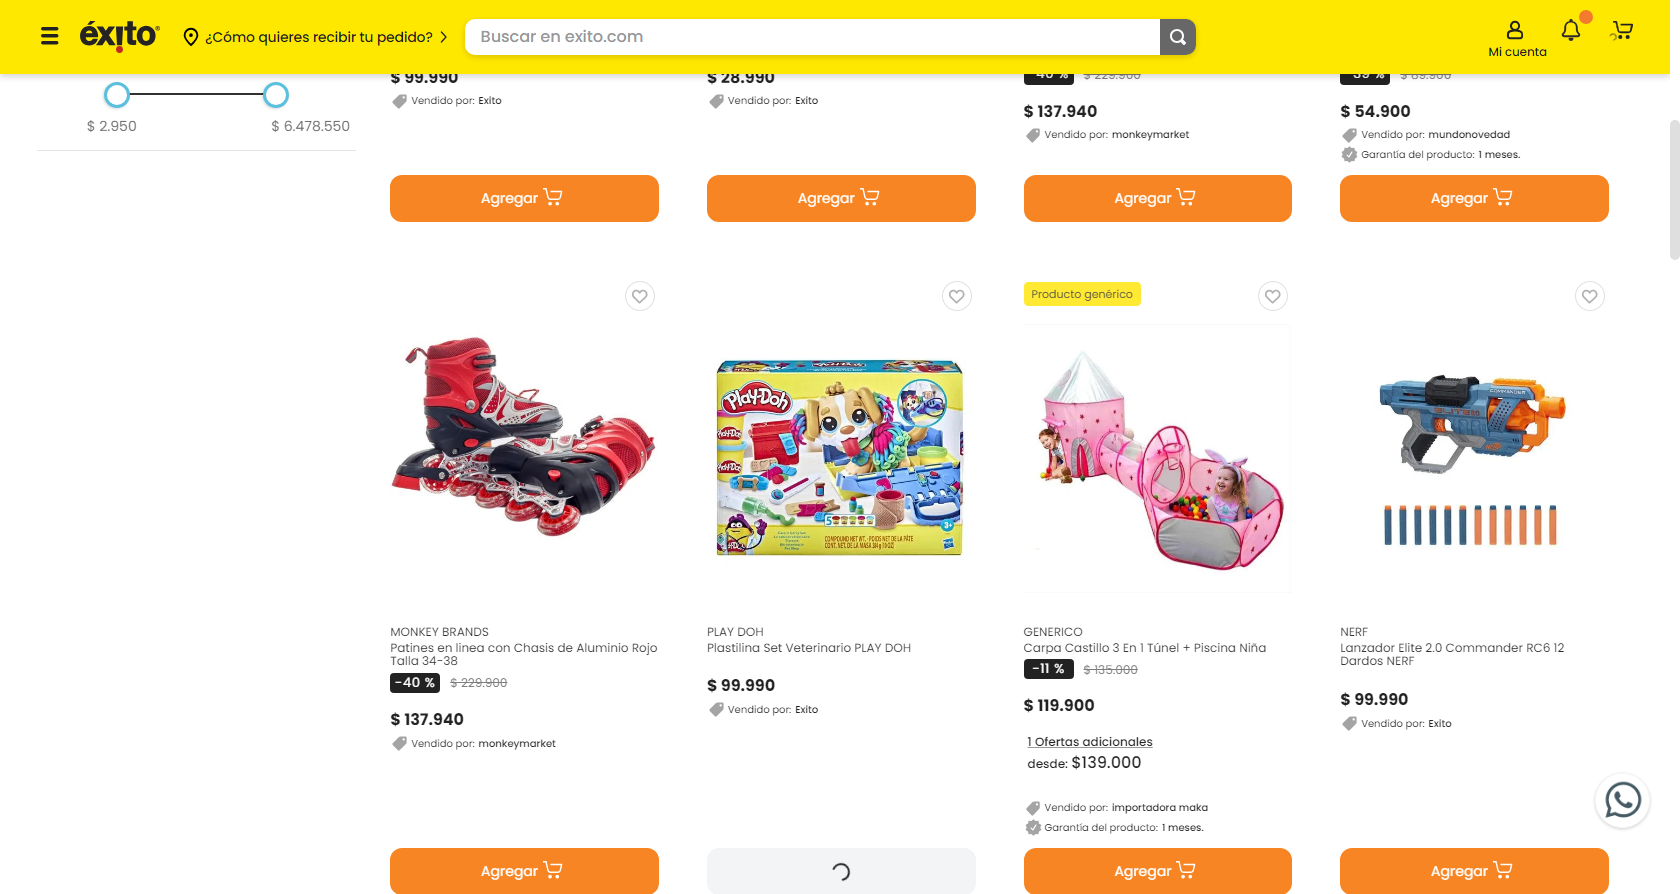 éxito
¿Cómo quieres recibir tu pedido?
Buscar en exito.com
Mi cuenta
$ 2.950
$ 6.478.550
$ 99.990
Vendido por: Exito
Agregar
$ 28.990
Vendido por: Exito
Agregar
-40 % $ 229.900
$ 137.940
Vendido por: monkeymarket
Agregar
-39 % $ 89.900
$ 54.900
Vendido por: mundonovedad
Garantía del producto: 1 meses.
Agregar
MONKEY BRANDS
Patines en linea con Chasis de Aluminio Rojo
Talla 34-38
-40 % $ 229.900
$ 137.940
Vendido por: monkeymarket
Agregar
Play-Doh
PLAY DOH
Plastilina Set Veterinario PLAY DOH
$ 99.990
Vendido por: Exito
Producto genérico
GENERICO
Carpa Castillo 3 En 1 Túnel + Piscina Niña
-11 % $ 135.000
$ 119.900
1 Ofertas adicionales
desde: $139.000
Vendido por: importadora maka
Garantía del producto: 1 meses.
Agregar
NERF
Lanzador Elite 2.0 Commander RC6 12
Dardos NERF
$ 99.990
Vendido por: Exito
Agregar